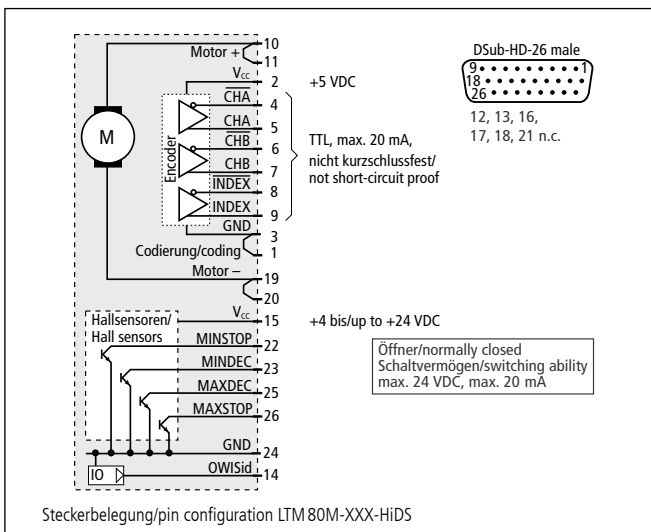 Motor +
10
11
V_CC
2
+5 VDC
CHA
4
CHA
5
CHB
6
CHB
7
INDEX
8
INDEX
9
GND
3
Codierung/coding
1
Motor –
19
20
M
Encoder
TTL, max. 20 mA,
nicht kurzschlussfest/
not short-circuit proof
DSub-HD-26 male
9
1
18
26
12, 13, 16,
17, 18, 21 n.c.
Hallsensoren/
Hall sensors
V_CC
15
+4 bis/up to +24 VDC
MINSTOP
22
MINDEC
23
MAXDEC
25
MAXSTOP
26
GND
24
OWISid
14
IO
Öffner/normally closed
Schaltvermögen/switching ability
max. 24 VDC, max. 20 mA
Steckerbelegung/pin configuration LTM 80M-XXX-HiDS